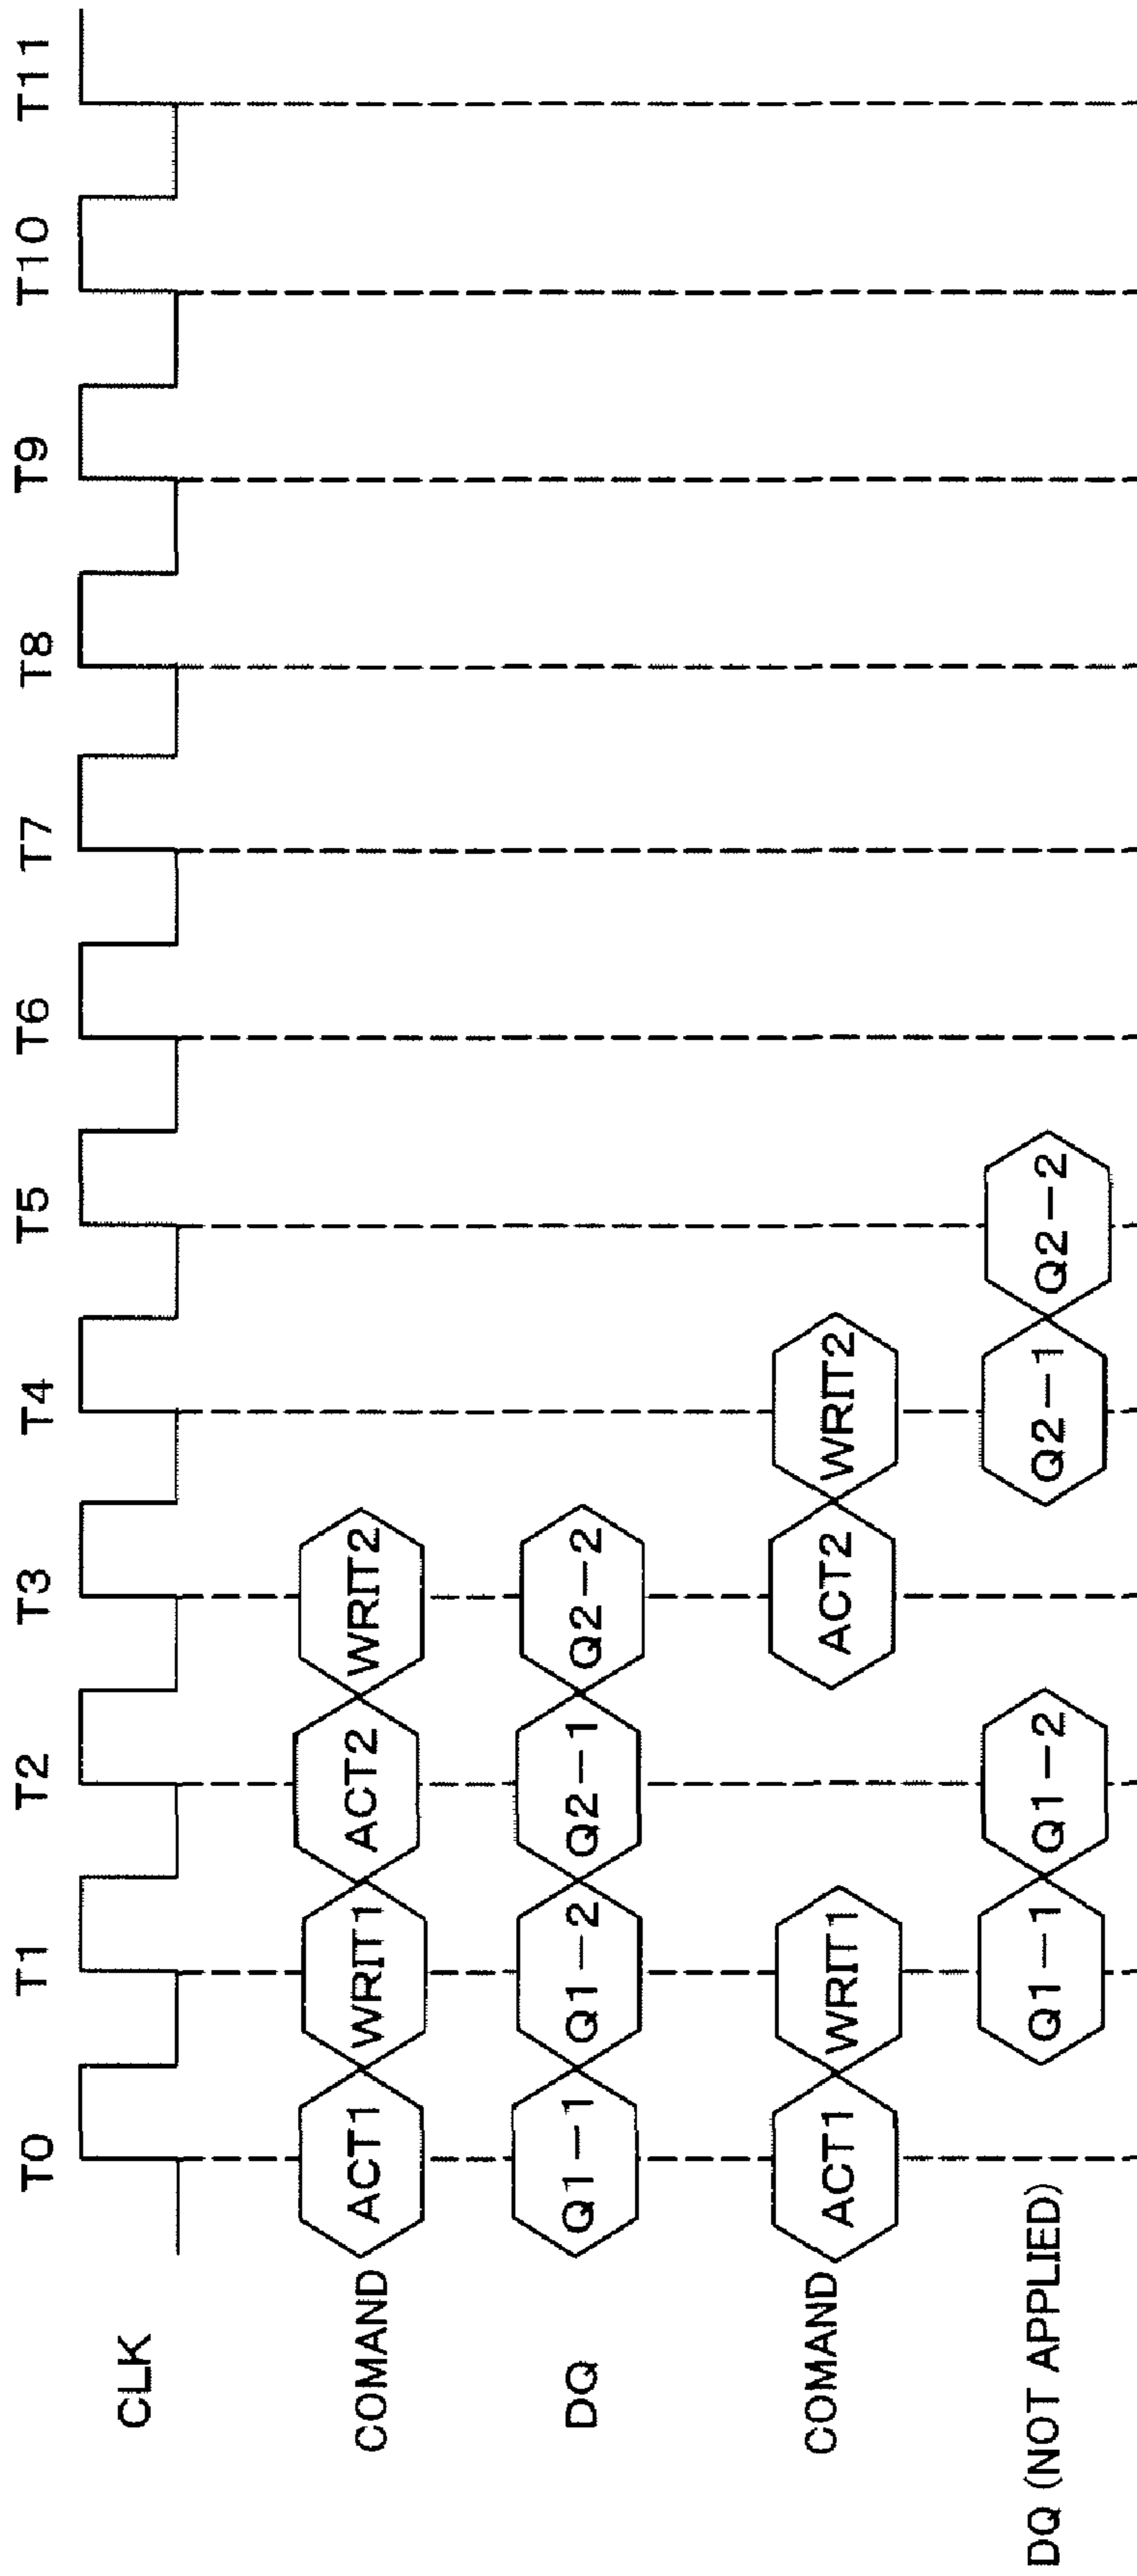 T0 T1 T2 T3 T4 T5 T6 T7 T8 T9 T10 T11
CLK
COMAND ACT1 WRIT1 ACT2 WRIT2
DQ Q1-1 Q1-2 Q2-1 Q2-2
COMAND ACT1 WRIT1 ACT2 WRIT2
DQ (NOT APPLIED) Q1-1 Q1-2 Q2-1 Q2-2